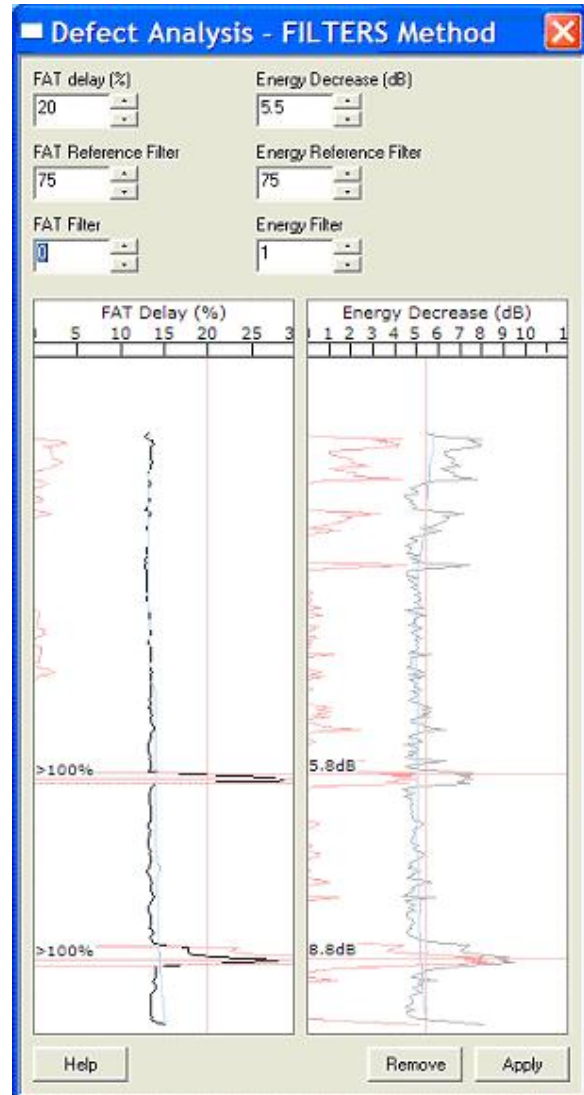 Defect Analysis - FILTERS Method
FAT delay (%)
Energy Decrease (dB)
20
5.5
FAT Reference Filter
Energy Reference Filter
75
75
FAT Filter
Energy Filter
0
1
FAT Delay (%)
Energy Decrease (dB)
5 10 15 20 25 3
1 2 3 4 5 6 7 8 9 10 1
>100%
5.8dB
>100%
8.8dB
Help
Remove
Apply